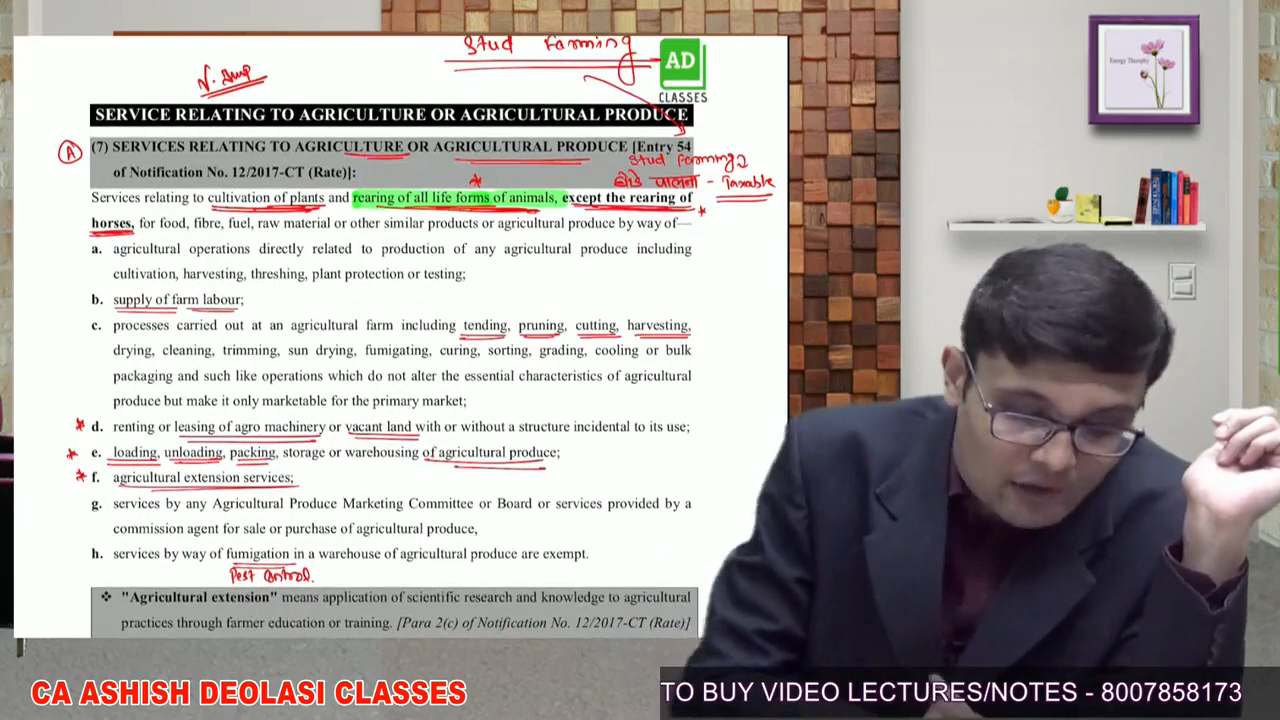 Stud Farming
V. Imp
AD
CLASSES
SERVICE RELATING TO AGRICULTURE OR AGRICULTURAL PRODUCE
A (7) SERVICES RELATING TO AGRICULTURE OR AGRICULTURAL PRODUCE [Entry 54
of Notification No. 12/2017-CT (Rate)]:
Stud Farming
घोडे पालना - Taxable
Services relating to cultivation of plants and rearing of all life forms of animals, except the rearing of
horses, for food, fibre, fuel, raw material or other similar products or agricultural produce by way of—
a. agricultural operations directly related to production of any agricultural produce including
cultivation, harvesting, threshing, plant protection or testing;
b. supply of farm labour;
c. processes carried out at an agricultural farm including tending, pruning, cutting, harvesting,
drying, cleaning, trimming, sun drying, fumigating, curing, sorting, grading, cooling or bulk
packaging and such like operations which do not alter the essential characteristics of agricultural
produce but make it only marketable for the primary market;
d. renting or leasing of agro machinery or vacant land with or without a structure incidental to its use;
e. loading, unloading, packing, storage or warehousing of agricultural produce;
f. agricultural extension services;
g. services by any Agricultural Produce Marketing Committee or Board or services provided by a
commission agent for sale or purchase of agricultural produce,
h. services by way of fumigation in a warehouse of agricultural produce are exempt.
Pest Control.
❖ "Agricultural extension" means application of scientific research and knowledge to agricultural
practices through farmer education or training. [Para 2(c) of Notification No. 12/2017-CT (Rate)]
Energy Theraphy
CA ASHISH DEOLASI CLASSES
TO BUY VIDEO LECTURES/NOTES - 8007858173